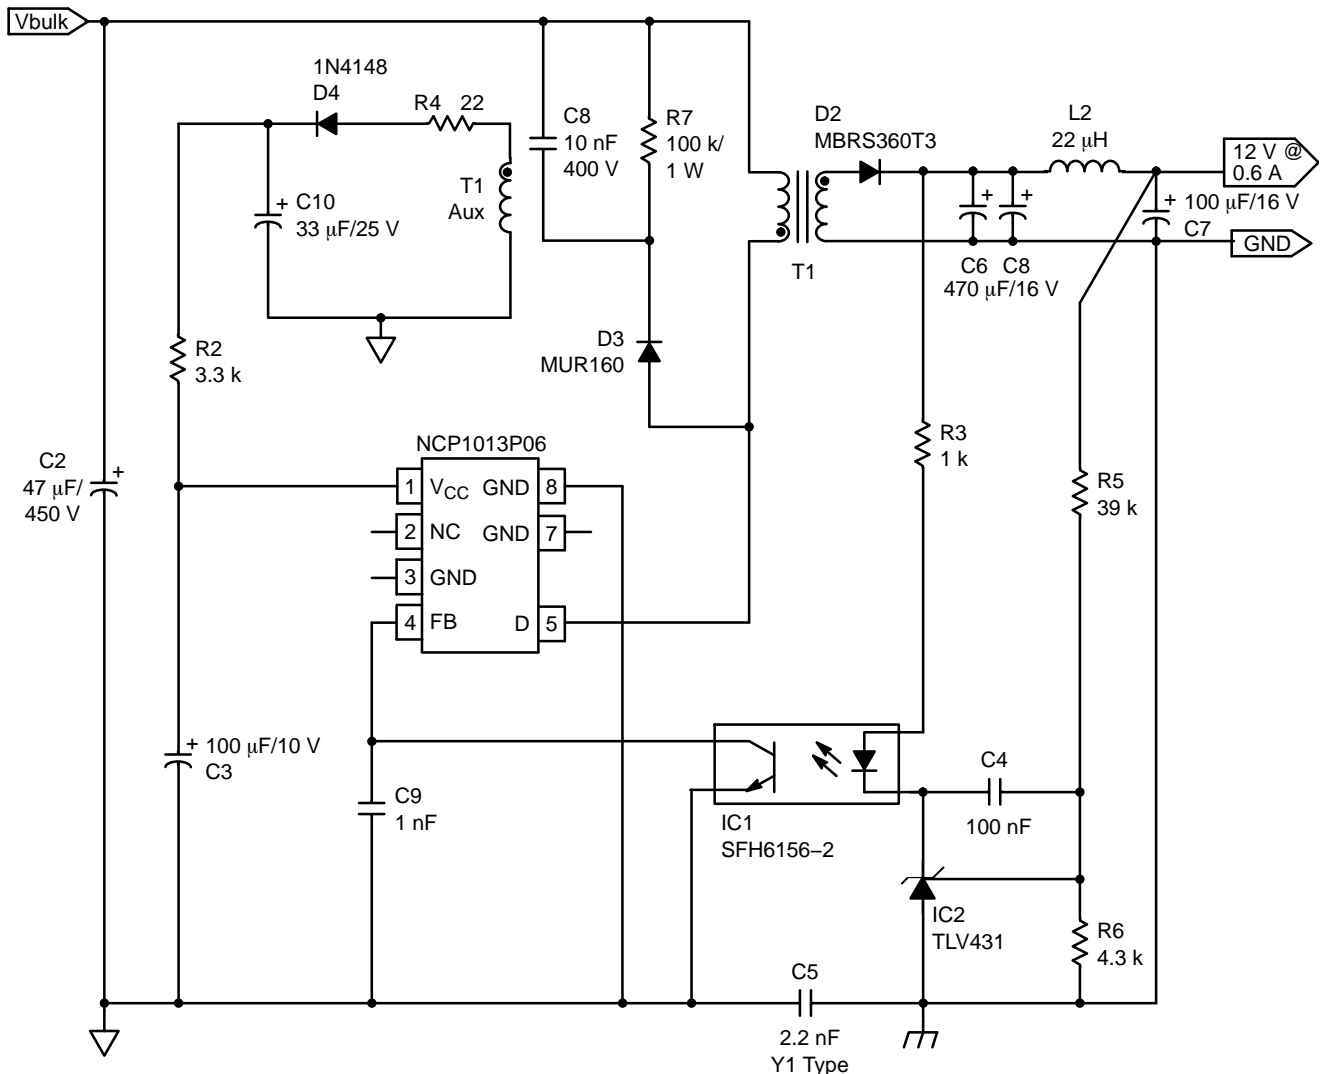 Vbulk
1N4148
D4
R4 22
C10
33 μF/25 V
T1
Aux
C8
10 nF
400 V
R7
100 k/
1 W
D2
MBRS360T3
L2
22 μH
12 V @
0.6 A
100 μF/16 V
C7
GND
C6 C8
470 μF/16 V
T1
R2
3.3 k
D3
MUR160
R3
1 k
C2
47 μF/
450 V
NCP1013P06
1 VCC GND 8
2 NC GND 7
3 GND
4 FB D 5
R5
39 k
100 μF/10 V
C3
C9
1 nF
IC1
SFH6156–2
C4
100 nF
IC2
TLV431
R6
4.3 k
C5
2.2 nF
Y1 Type
+
+
+
+
+
+